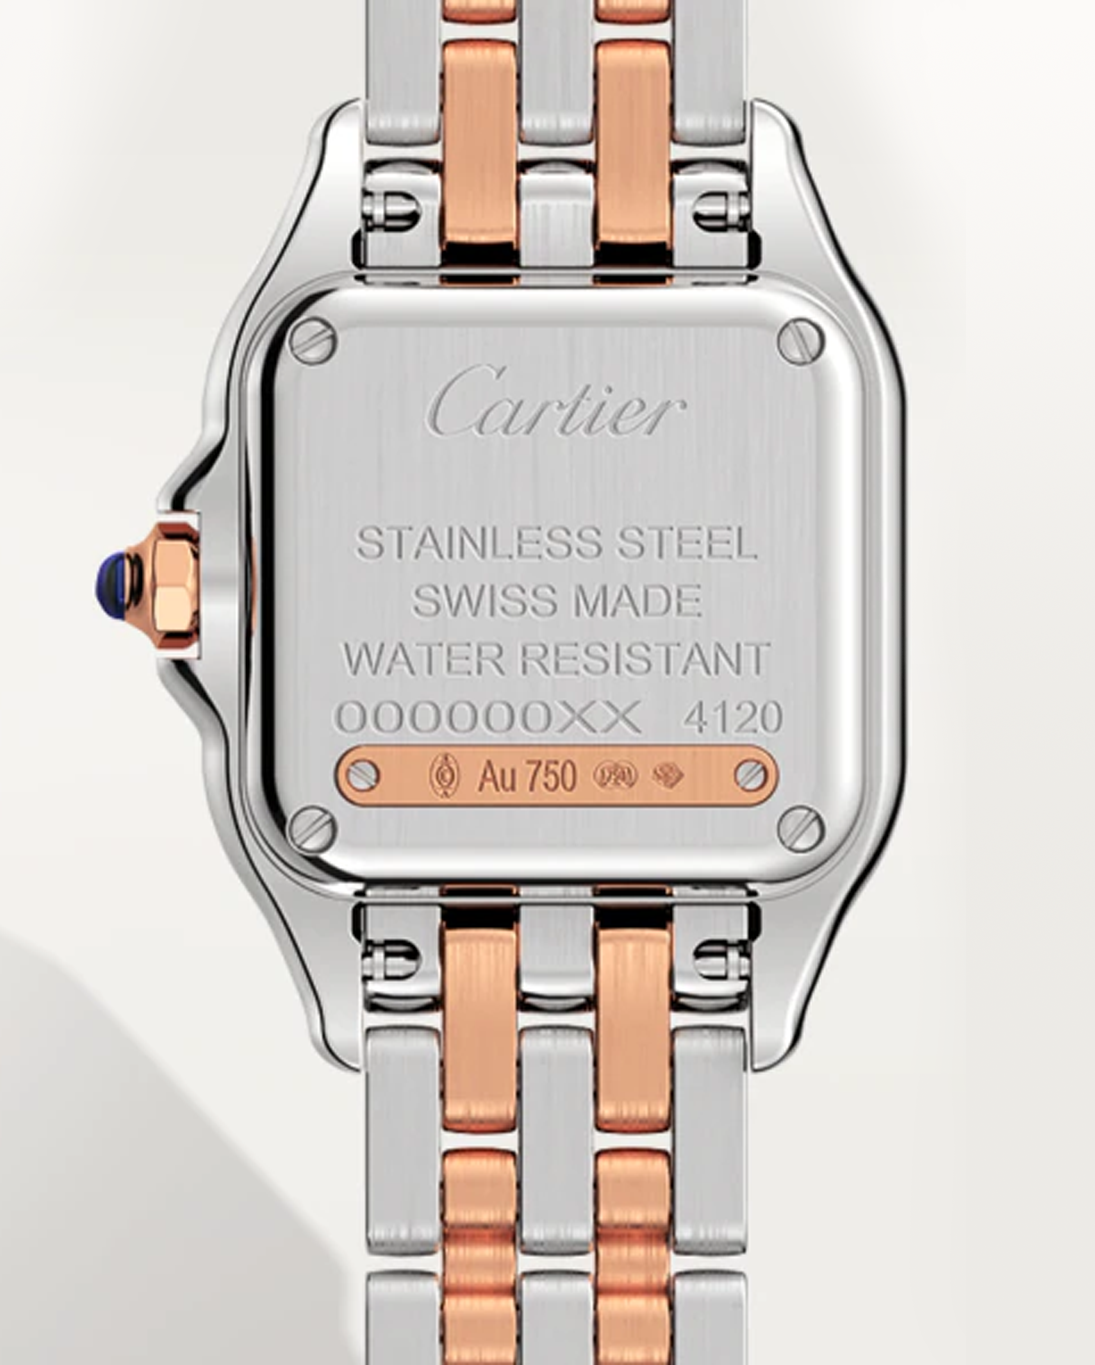 Cartier
STAINLESS STEEL
SWISS MADE
WATER RESISTANT
000000XX 4120
Au 750